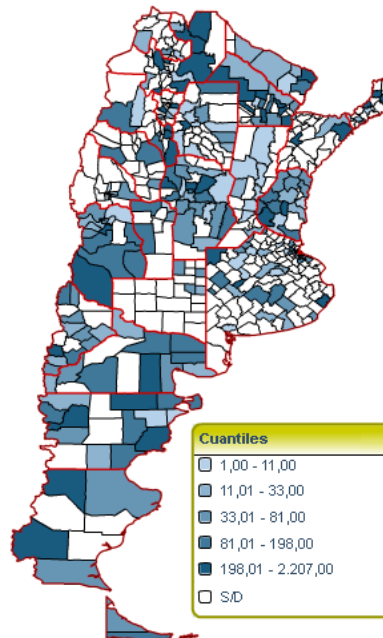 Cuantiles
1,00 - 11,00
11,01 - 33,00
33,01 - 81,00
81,01 - 198,00
198,01 - 2.207,00
S/D